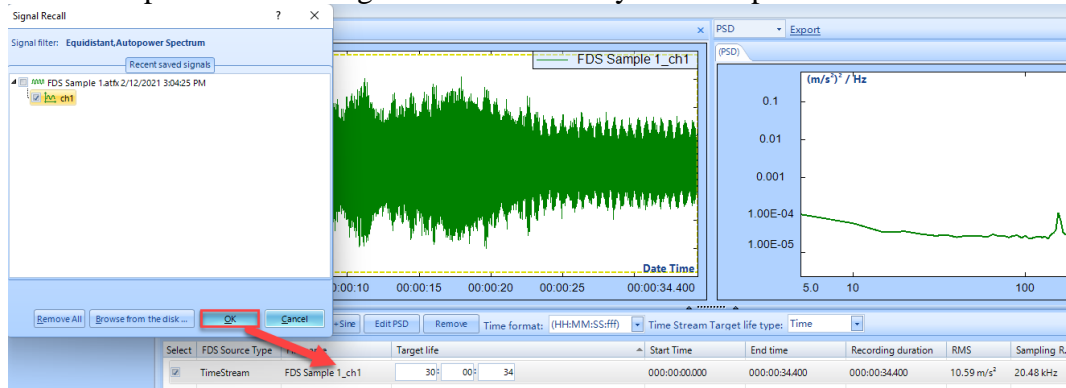 Signal Recall ? ×
Signal filter: Equidistant,Autopower Spectrum
Recent saved signals
FDS Sample 1.atfx 2/12/2021 3:04:25 PM
ch1
Remove All Browse from the disk ... OK Cancel
×
FDS Sample 1_ch1
Date Time
00:00:15 00:00:20 00:00:25 00:00:34.400
PSD Export
(PSD)
(m/s²)² / Hz
0.1
0.01
0.001
1.00E-04
1.00E-05
5.0 10 100
+Sine Edit PSD Remove Time format: (HH:MM:SS:fff) Time Stream Target life type: Time
Select FDS Source Type Target life Start Time End time Recording duration RMS Sampling R
TimeStream FDS Sample 1_ch1 30: 00: 34 000:00:00.000 000:00:34.400 000:00:34.400 10.59 m/s² 20.48 kHz